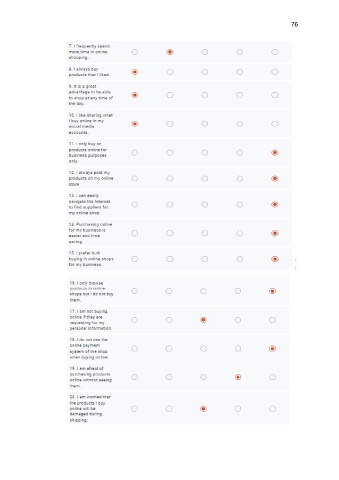 76
7. I frequently spend
more time in online
shopping.
8. I always buy
products that I liked.
9. It is a great
advantage to be able
to shop at any time of
the day.
10. I like sharing what
I buy online in my
social media
accounts.
11. I only buy on
products online for
business purposes
only.
12. I always post my
products on my online
store
13. I can easily
navigate the internet
to find suppliers for
my online shop.
14. Purchasing online
for my business is
easier and time
saving.
15. I prefer bulk
buying in online shops
for my business.
16. I only browse
products in online
shops but I do not buy
them.
17. I am not buying
online if they are
requesting for my
personal information.
18. I do not use the
online payment
system of the shop
when buying online
19. I am afraid of
purchasing products
online without seeing
them.
20. I am worried that
the products I buy
online will be
damaged during
shipping.